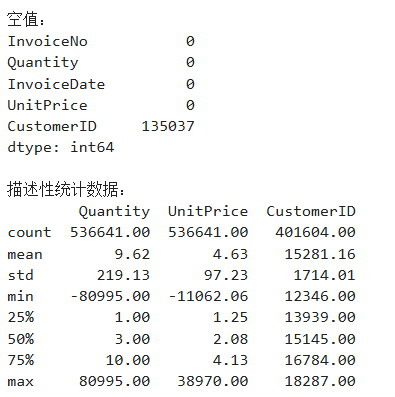 空值：
InvoiceNo 0
Quantity 0
InvoiceDate 0
UnitPrice 0
CustomerID 135037
dtype: int64
描述性统计数据：
Quantity UnitPrice CustomerID
count 536641.00 536641.00 401604.00
mean 9.62 4.63 15281.16
std 219.13 97.23 1714.01
min -80995.00 -11062.06 12346.00
25% 1.00 1.25 13939.00
50% 3.00 2.08 15145.00
75% 10.00 4.13 16784.00
max 80995.00 38970.00 18287.00